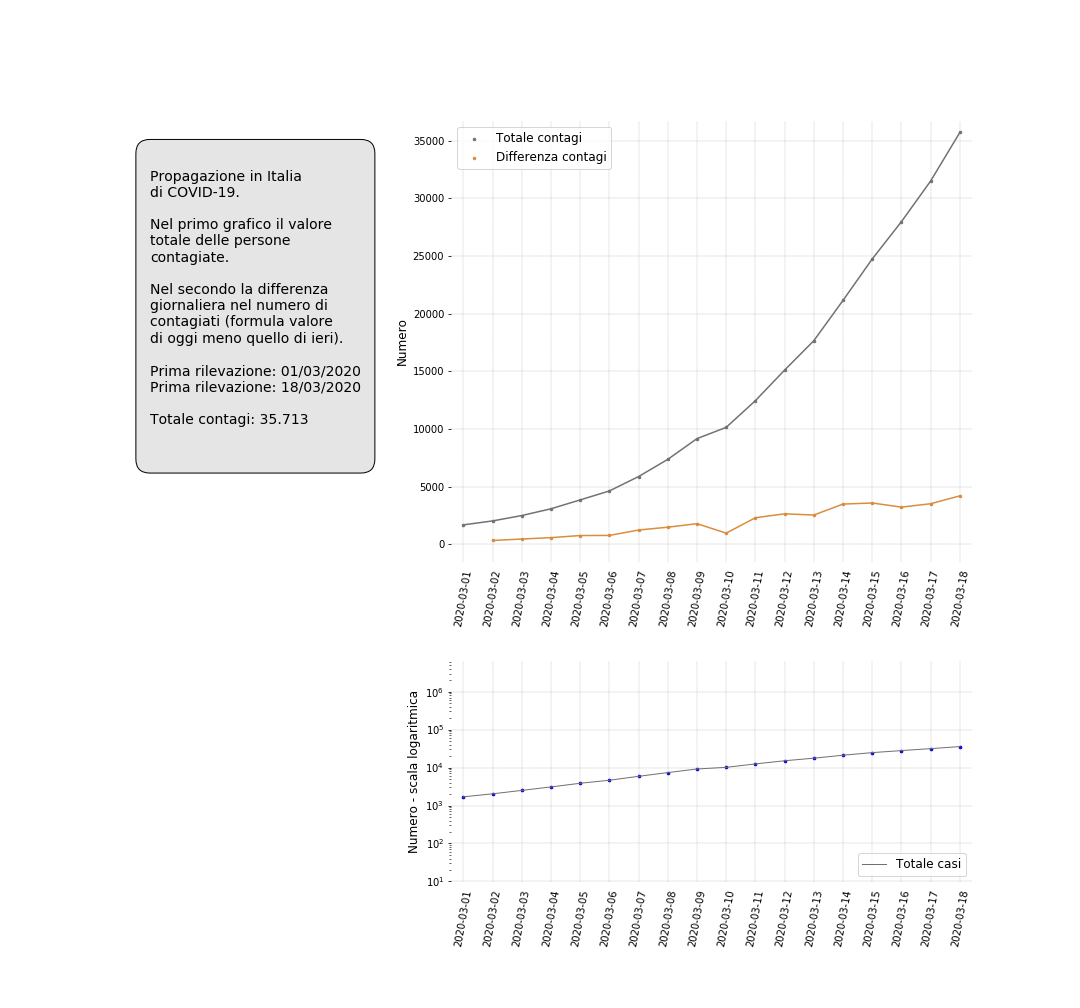 Propagazione in Italia
di COVID-19.
Nel primo grafico il valore
totale delle persone
contagiate.
Nel secondo la differenza
giornaliera nel numero di
contagiati (formula valore
di oggi meno quello di ieri).
Prima rilevazione: 01/03/2020
Prima rilevazione: 18/03/2020
Totale contagi: 35.713
Totale contagi
Differenza contagi
Numero
35000
30000
25000
20000
15000
10000
5000
0
2020-03-01
2020-03-02
2020-03-03
2020-03-04
2020-03-05
2020-03-06
2020-03-07
2020-03-08
2020-03-09
2020-03-10
2020-03-11
2020-03-12
2020-03-13
2020-03-14
2020-03-15
2020-03-16
2020-03-17
2020-03-18
Numero - scala logaritmica
10⁶
10⁵
10⁴
10³
10²
10¹
Totale casi
2020-03-01
2020-03-02
2020-03-03
2020-03-04
2020-03-05
2020-03-06
2020-03-07
2020-03-08
2020-03-09
2020-03-10
2020-03-11
2020-03-12
2020-03-13
2020-03-14
2020-03-15
2020-03-16
2020-03-17
2020-03-18